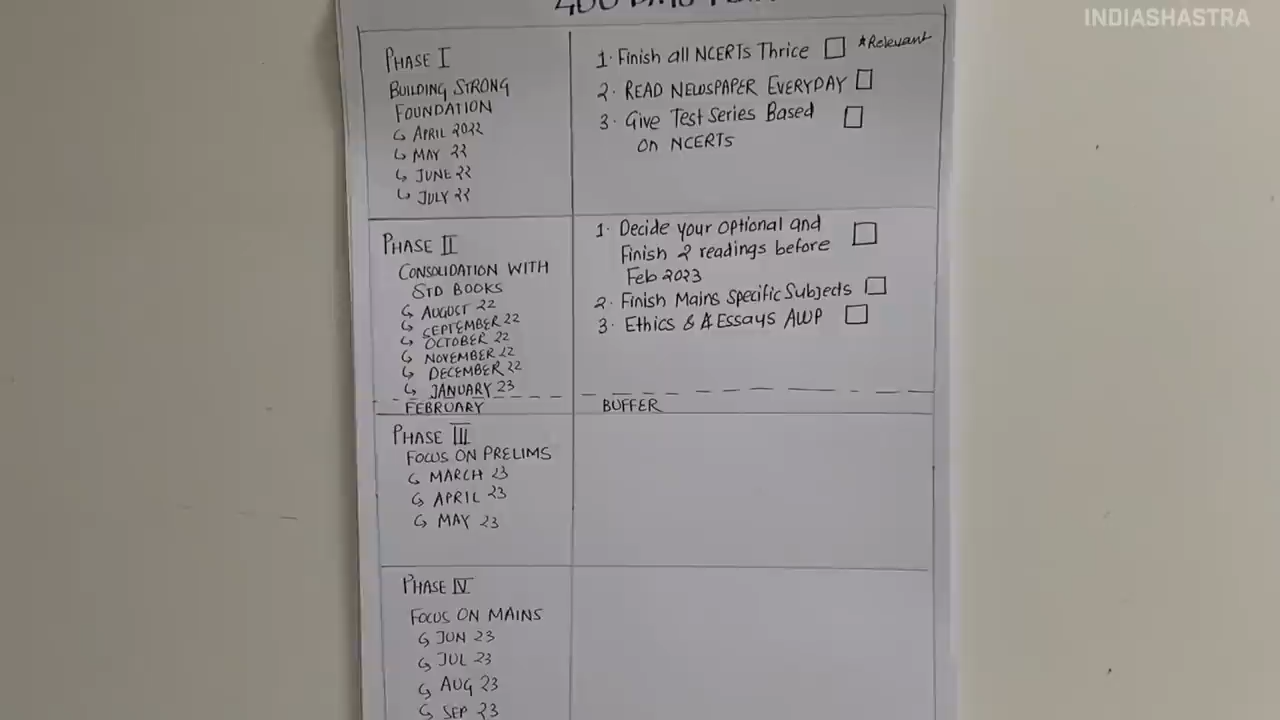 INDIASHASTRA
PHASE I
BUILDING STRONG
FOUNDATION
↳ APRIL 2022
↳ MAY 22
↳ JUNE 22
↳ JULY 22
1. Finish all NCERTs Thrice *Relevant
2. READ NEWSPAPER EVERYDAY
3. Give Test Series Based
on NCERTs
PHASE II
CONSOLIDATION WITH
STD BOOKS
↳ AUGUST 22
↳ SEPTEMBER 22
↳ OCTOBER 22
↳ NOVEMBER 22
↳ DECEMBER 22
↳ JANUARY 23
FEBRUARY
1. Decide your optional and
Finish 2 readings before
Feb 2023
2. Finish Mains Specific Subjects
3. Ethics & Essays AWP
BUFFER
PHASE III
FOCUS ON PRELIMS
↳ MARCH 23
↳ APRIL 23
↳ MAY 23
PHASE IV
FOCUS ON MAINS
↳ JUN 23
↳ JUL 23
↳ AUG 23
↳ SEP 23